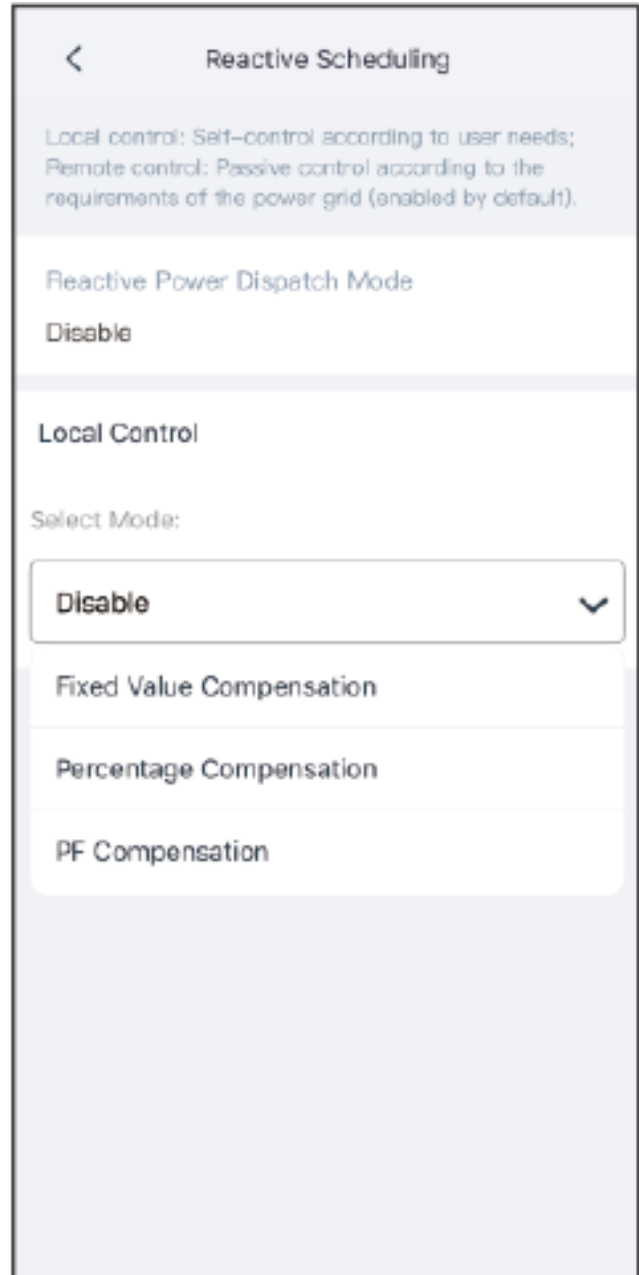 Reactive Scheduling
Local control: Self-control according to user needs;
Remote control: Passive control according to the
requirements of the power grid (enabled by default).
Reactive Power Dispatch Mode
Disable
Local Control
Select Mode:
Disable
Fixed Value Compensation
Percentage Compensation
PF Compensation